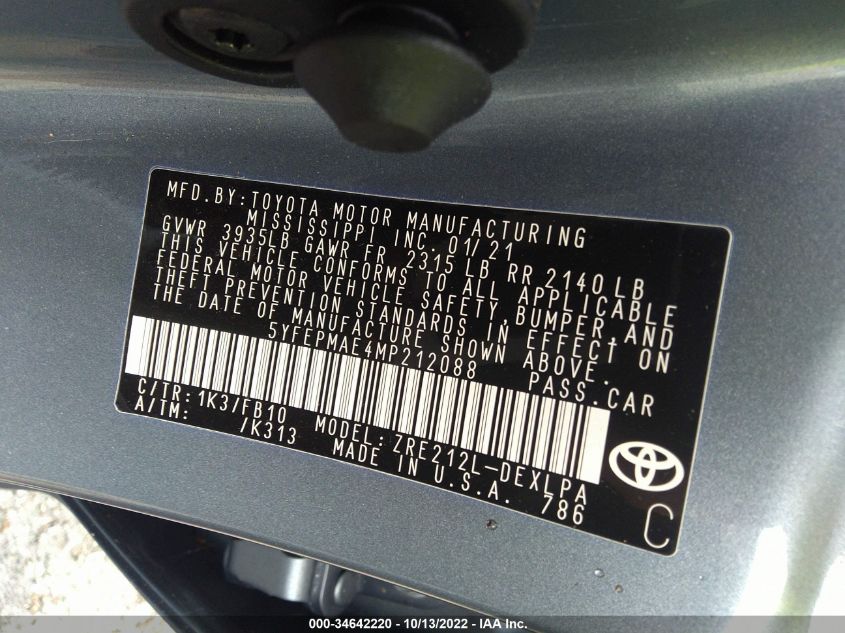 MFD.BY:TOYOTA MOTOR MANUFACTURING
MISSISSIPPI INC. 01/21
GVWR 3935LB GAWR FR 2315 LB RR 2140 LB
THIS VEHICLE CONFORMS TO ALL APPLICABLE
FEDERAL MOTOR VEHICLE SAFETY, BUMPER, AND
THEFT PREVENTION STANDARDS IN EFFECT ON
THE DATE OF MANUFACTURE SHOWN ABOVE.
5YFEPMAE4MP212088 PASS.CAR
C/TR: 1K3/FB10 MODEL: ZRE212L-DEXLPA
A/TM: /K313 MADE IN U.S.A. 786
C
000-34642220 - 10/13/2022 - IAA Inc.